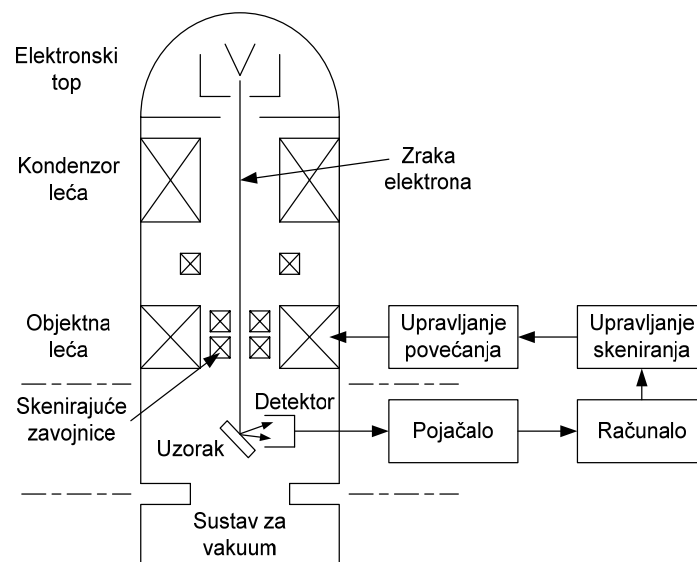 Elektronski
top
Kondenzor
leća
Zraka
elektrona
Objektna
leća
Upravljanje
povećanja
Upravljanje
skeniranja
Skenirajuće
zavojnice
Detektor
Uzorak
Pojačalo
Računalo
Sustav za
vakuum